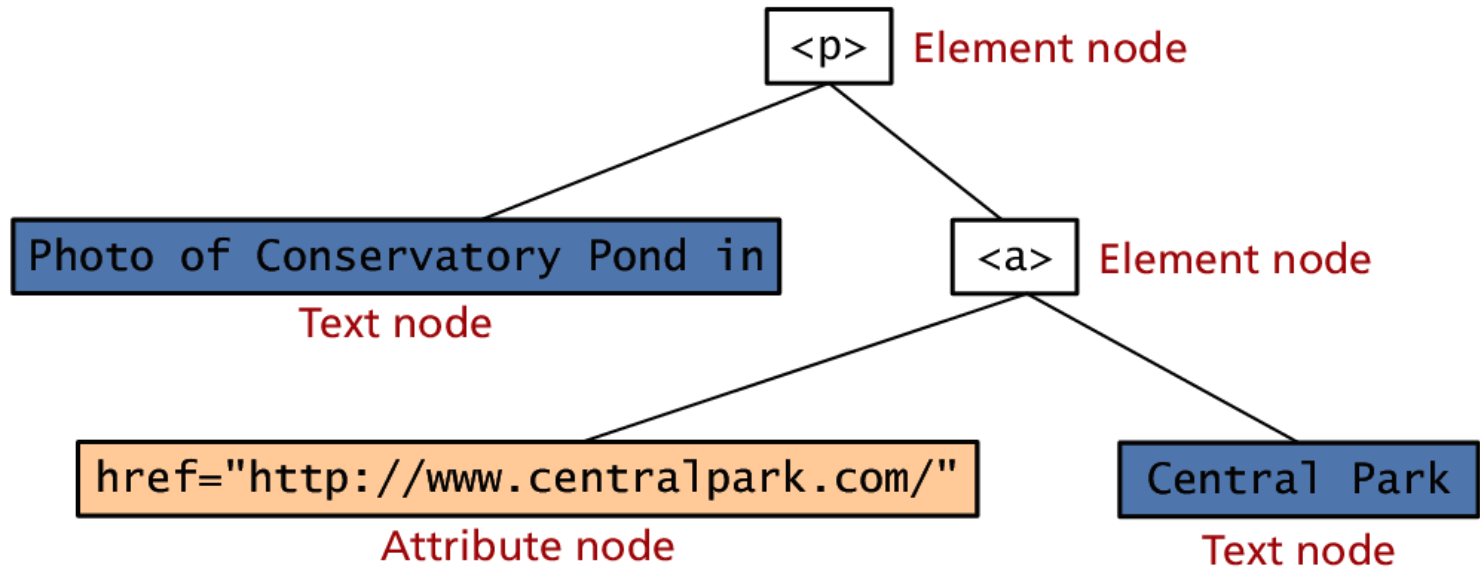 <p> Element node
Photo of Conservatory Pond in <a> Element node
Text node
href="http://www.centralpark.com/" Central Park
Attribute node Text node